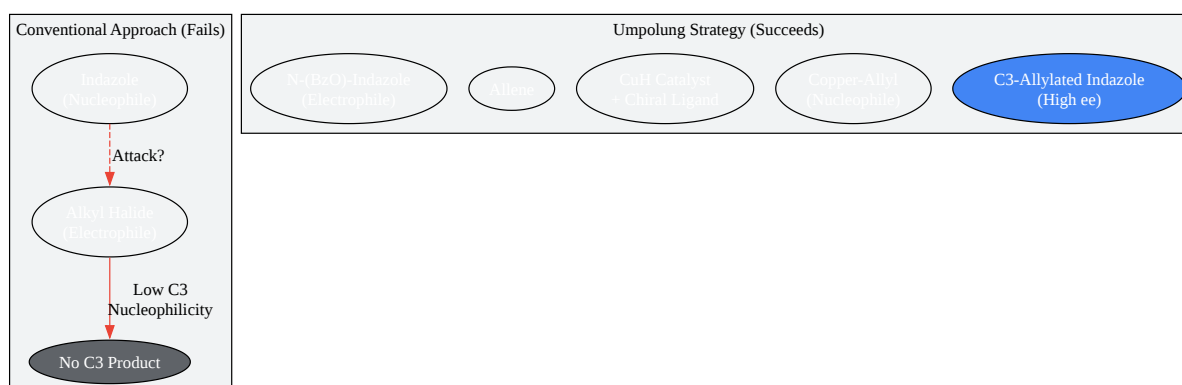 Conventional Approach (Fails)
Indazole
(Nucleophile)
Attack?
Alkyl Halide
(Electrophile)
Low C3
Nucleophilicity
No C3 Product
Umpolung Strategy (Succeeds)
N-(BzO)-Indazole
(Electrophile)
Allene
CuH Catalyst
+ Chiral Ligand
Copper-Allyl
(Nucleophile)
C3-Allylated Indazole
(High ee)